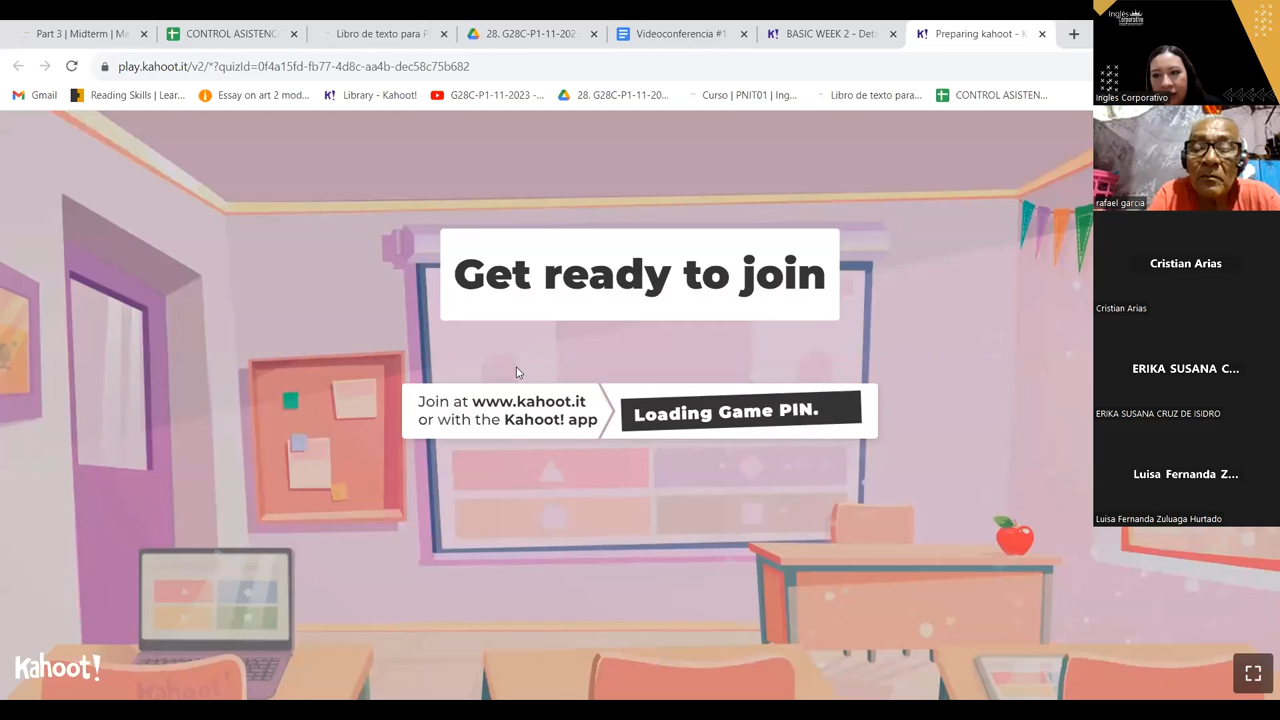 Part 3 | Midterm | Ma
CONTROL ASISTENC
Libro de texto para l
28. G28C-P1-11-202
Videoconferencia #1
BASIC WEEK 2 - Deta
Preparing kahoot - K
play.kahoot.it/v2/*?quizId=0f4a15fd-fb77-4d8c-aa4b-dec58c75b682
Gmail
Reading Skills | Lear...
Essay on art 2 mod...
Library - Kahoot
28. G28C-P1-11-20...
Curso | PNIT01 | Ing...
Libro de texto para...
CONTROL ASISTEN...
Get ready to join
Join at www.kahoot.it
or with the Kahoot! app
Loading Game PIN.
Kahoot!
Inglés
Corporativo
Ingles Corporativo
rafael garcia
Cristian Arias
Cristian Arias
ERIKA SUSANA C...
ERIKA SUSANA CRUZ DE ISIDRO
Luisa Fernanda Z...
Luisa Fernanda Zuluaga Hurtado